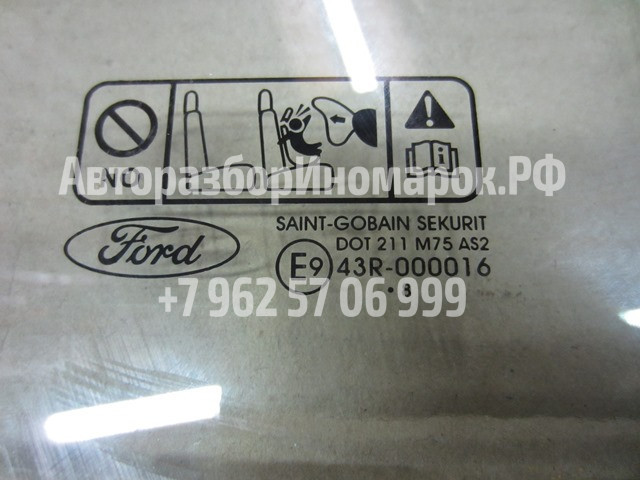 NO
АвторазборИномарок.РФ
Ford
SAINT-GOBAIN SEKURIT
DOT 211 M75 AS2
E9 43R-000016
. 8
+7 962 57 06 999